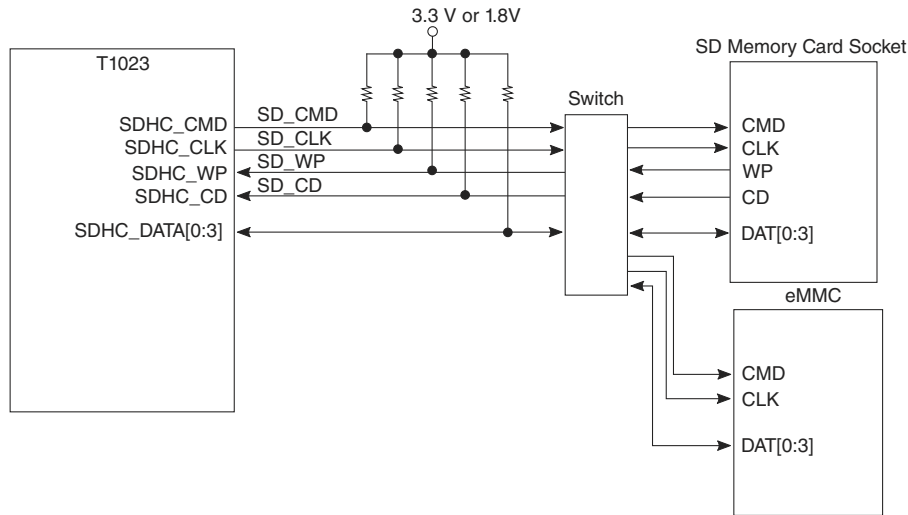 3.3 V or 1.8V
T1023
SD Memory Card Socket
Switch
SDHC_CMD
SD_CMD
CMD
SDHC_CLK
SD_CLK
CLK
SDHC_WP
SD_WP
WP
SDHC_CD
SD_CD
CD
SDHC_DATA[0:3]
DAT[0:3]
eMMC
CMD
CLK
DAT[0:3]